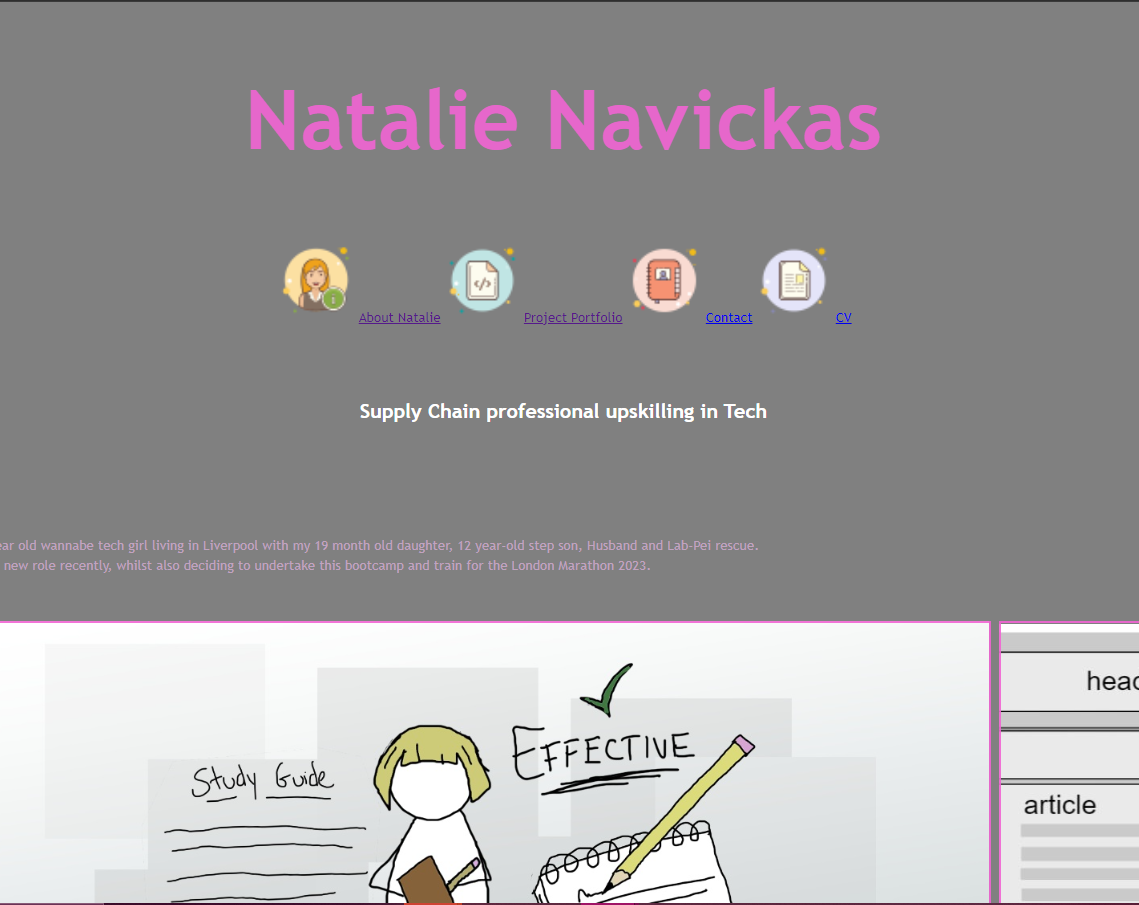 Natalie Navickas
About Natalie Project Portfolio Contact CV
Supply Chain professional upskilling in Tech
old wannabe tech girl living in Liverpool with my 19 month old daughter, 12 year-old step son, Husband and Lab-Pei rescue.
new role recently, whilst also deciding to undertake this bootcamp and train for the London Marathon 2023.
EFFECTIVE
Study Guide
</>
article